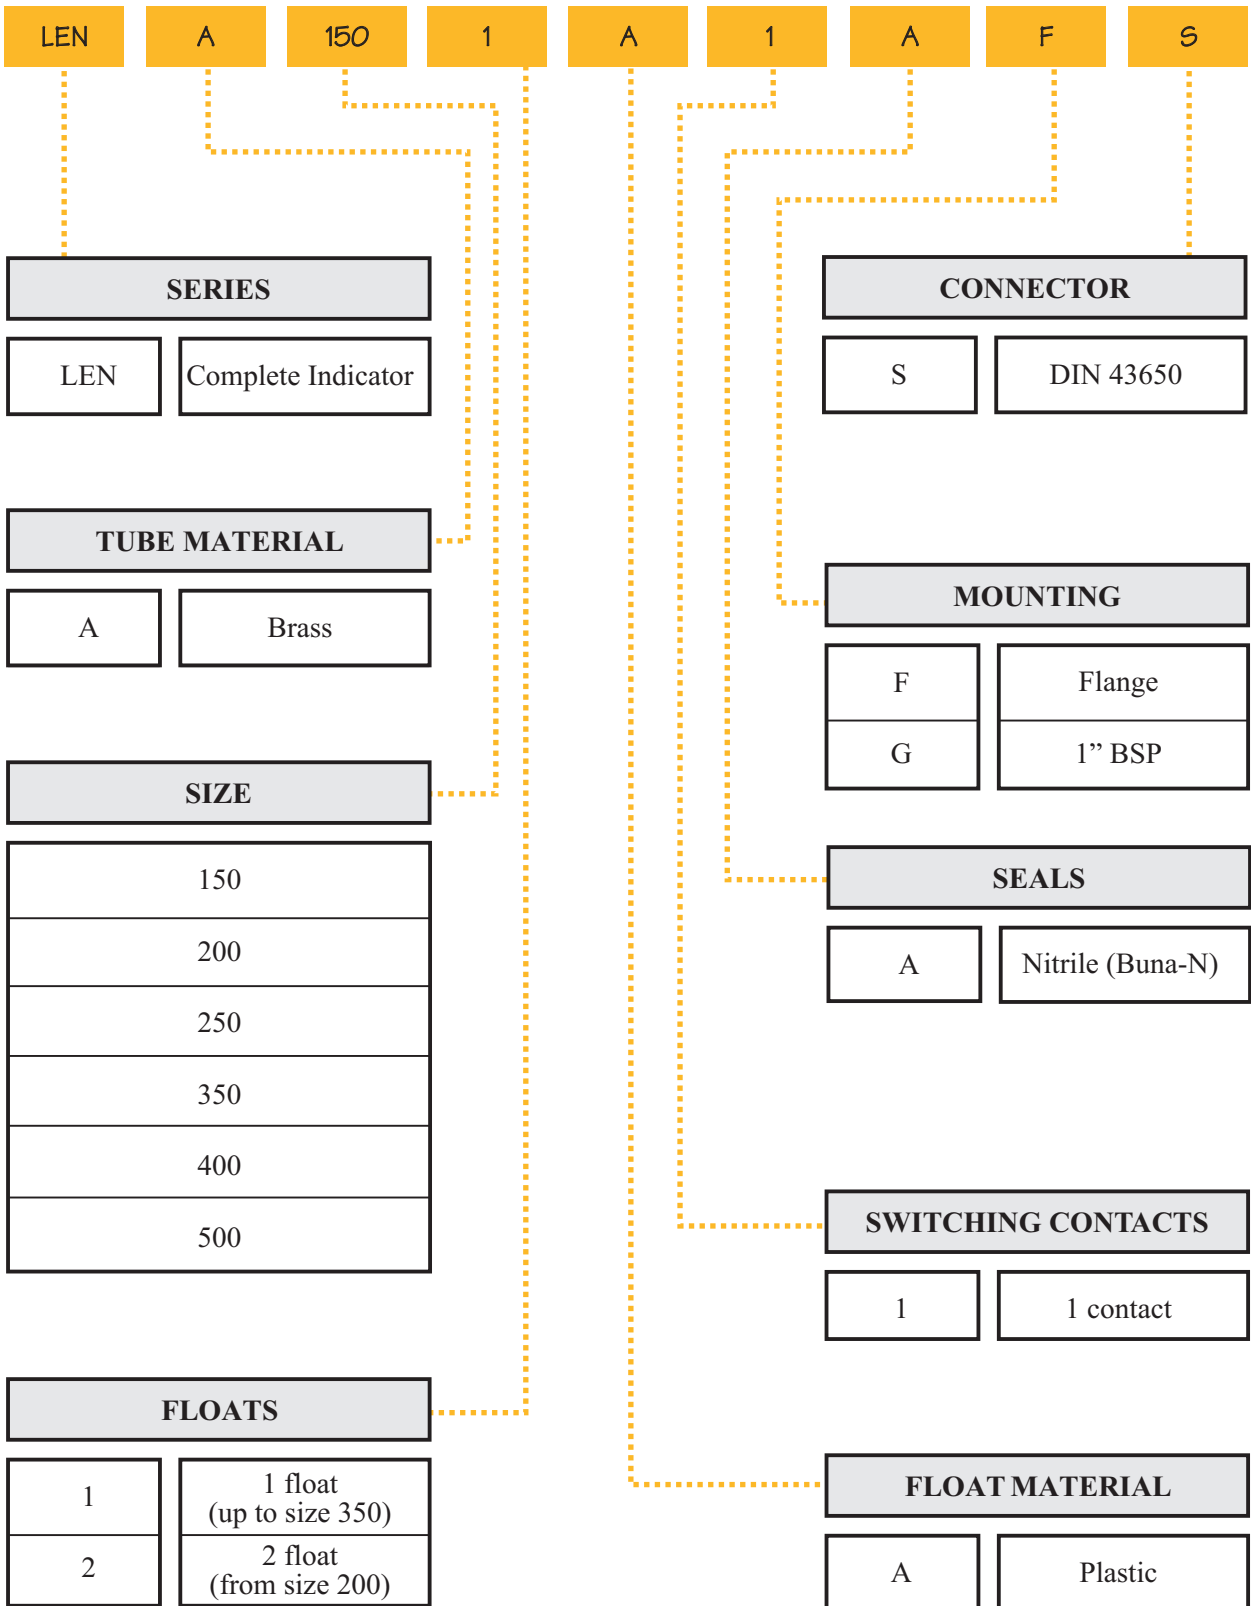 LEN A 150 1 A 1 A F S
SERIES
LEN Complete Indicator
TUBE MATERIAL
A Brass
SIZE
150
200
250
350
400
500
FLOATS
1 1 float
(up to size 350)
2 2 float
(from size 200)
CONNECTOR
S DIN 43650
MOUNTING
F Flange
G 1” BSP
SEALS
A Nitrile (Buna-N)
SWITCHING CONTACTS
1 1 contact
FLOAT MATERIAL
A Plastic